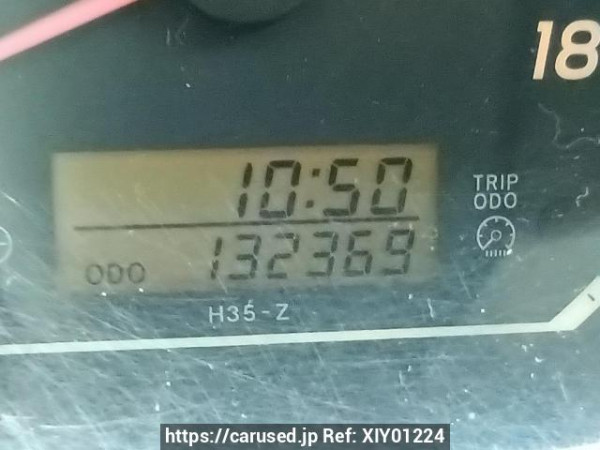 18
10:50
TRIP
ODO
ODO 132369
H35-Z
https://carused.jp Ref: XIY01224